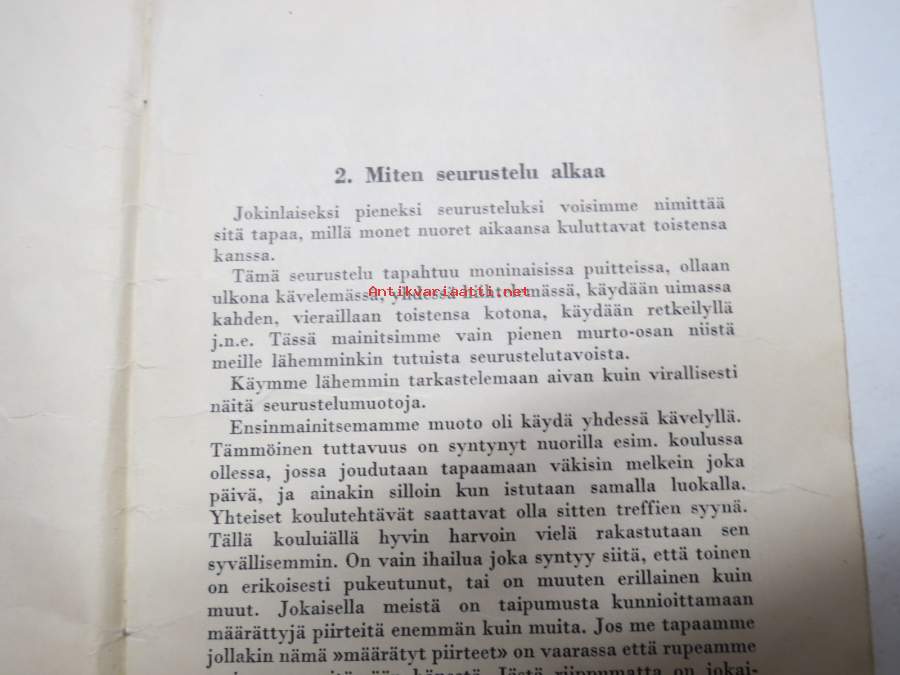 2. Miten seurustelu alkaa
Jokinlaiseksi pieneksi seurusteluksi voisimme nimittää
sitä tapaa, millä monet nuoret aikaansa kuluttavat toistensa
kanssa.
Tämä seurustelu tapahtuu moninaisissa puitteissa, ollaan
ulkona kävelemässä, yhdessä
Antikvariaatti.net
käydään uimassa
kahden, vieraillaan toistensa kotona, käydään retkeilyllä
j.n.e. Tässä mainitsimme vain pienen murto-osan niistä
meille lähemminkin tutuista seurustelutavoista.
Käymme lähemmin tarkastelemaan aivan kuin virallisesti
näitä seurustelumuotoja.
Ensinmainitsemamme muoto oli käydä yhdessä kävelyllä.
Tämmöinen tuttavuus on syntynyt nuorilla esim. koulussa
ollessa, jossa joudutaan tapaamaan väkisin melkein joka
päivä, ja ainakin silloin kun istutaan samalla luokalla.
Yhteiset koulutehtävät saattavat olla sitten treffien syynä.
Tällä kouluiällä hyvin harvoin vielä rakastutaan sen
syvällisemmin. On vain ihailua joka syntyy siitä, että toinen
on erikoisesti pukeutunut, tai on muuten erillainen kuin
muut. Jokaisella meistä on taipumusta kunnioittamaan
määrättyjä piirteitä enemmän kuin muita. Jos me tapaamme
jollakin nämä »määrätyt piirteet» on vaarassa että rupeamme
riippumatta on jokai-